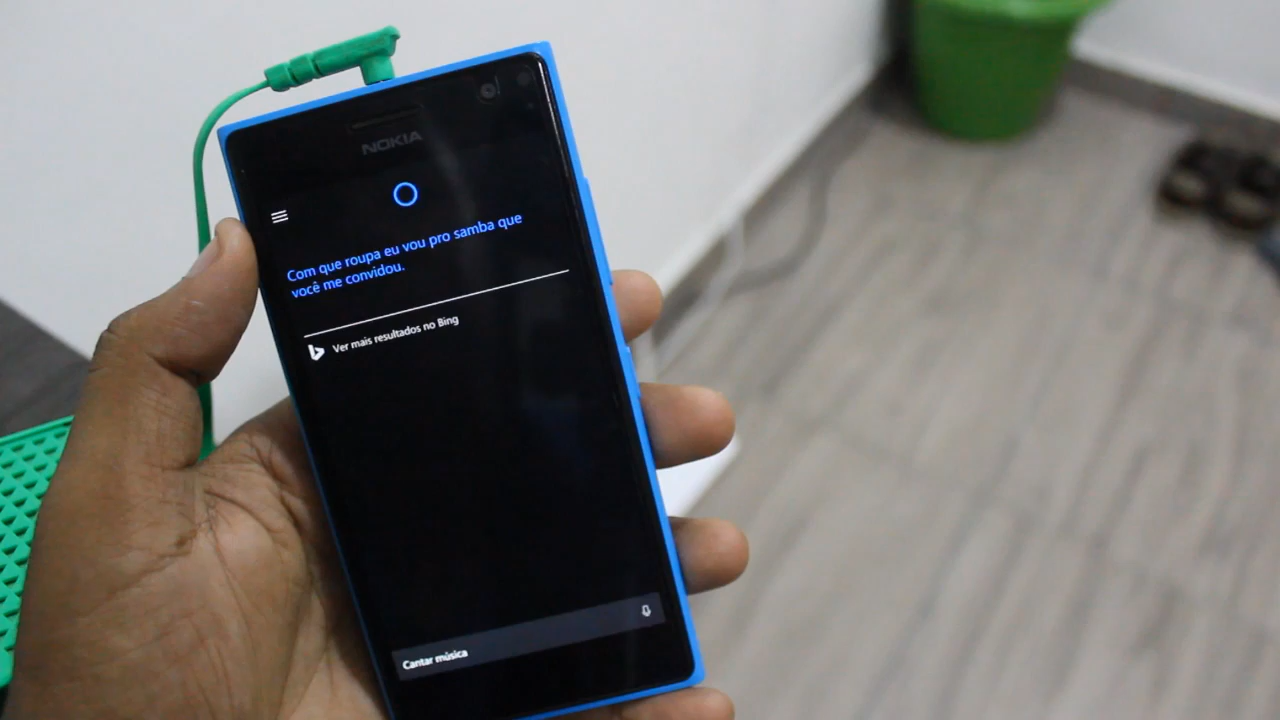 NOKIA
Com que roupa eu vou pro samba que
você me convidou.
Ver mais resultados no Bing
Cantar música